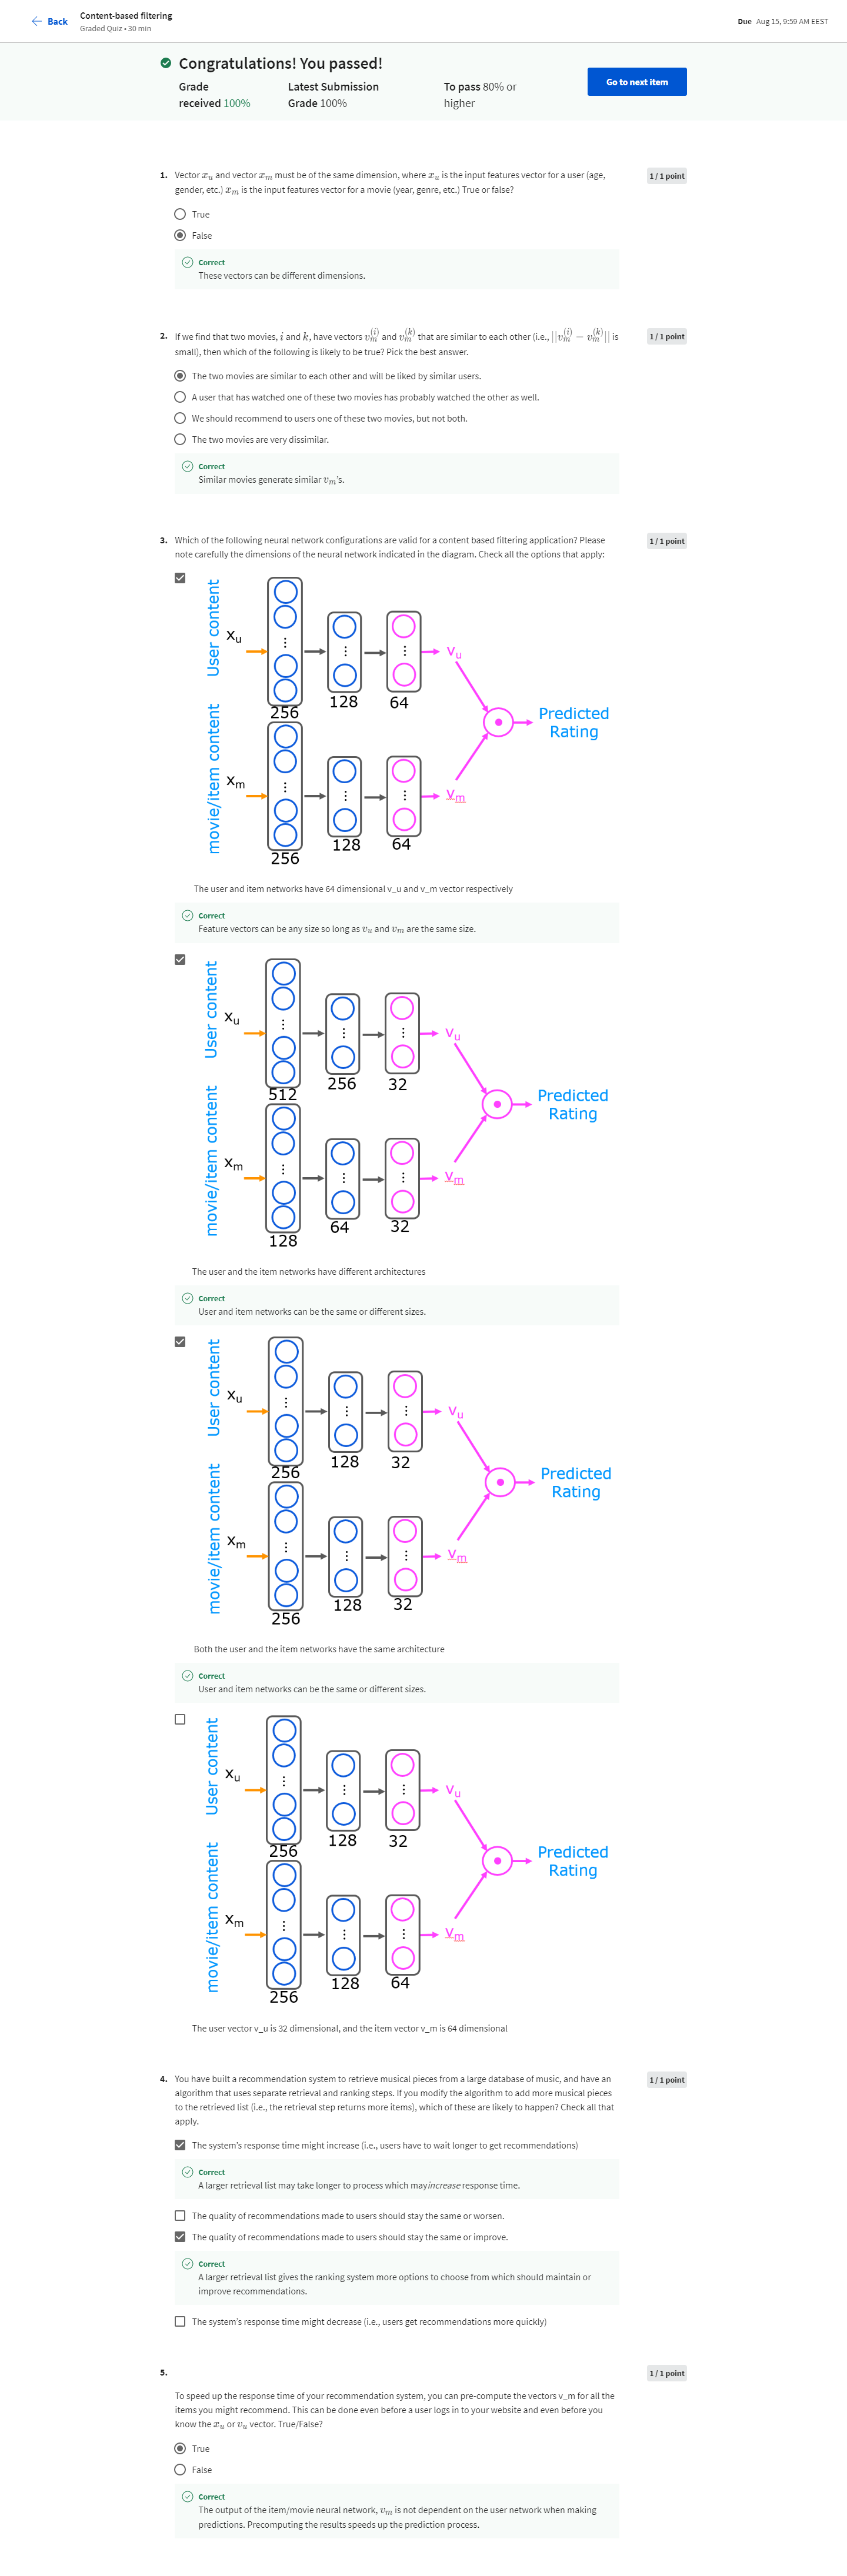 Back
Content-based filtering
Graded Quiz • 30 min
Due Aug 15, 9:59 AM EEST
Congratulations! You passed!
Grade
received 100%
Latest Submission
Grade 100%
To pass 80% or
higher
Go to next item
1. Vector x_u and vector x_m must be of the same dimension, where x_u is the input features vector for a user (age,
gender, etc.) x_m is the input features vector for a movie (year, genre, etc.) True or false?
1 / 1 point
True
False
Correct
These vectors can be different dimensions.
2. If we find that two movies, i and k, have vectors v_m^(i) and v_m^(k) that are similar to each other (i.e., ||v_m^(i) − v_m^(k)|| is
small), then which of the following is likely to be true? Pick the best answer.
1 / 1 point
The two movies are similar to each other and will be liked by similar users.
A user that has watched one of these two movies has probably watched the other as well.
We should recommend to users one of these two movies, but not both.
The two movies are very dissimilar.
Correct
Similar movies generate similar v_m's.
3. Which of the following neural network configurations are valid for a content based filtering application? Please
note carefully the dimensions of the neural network indicated in the diagram. Check all the options that apply:
1 / 1 point
User content
x_u
256
128
64
v_u
Predicted
Rating
movie/item content
x_m
256
128
64
v_m
The user and item networks have 64 dimensional v_u and v_m vector respectively
Correct
Feature vectors can be any size so long as v_u and v_m are the same size.
User content
x_u
512
256
32
v_u
Predicted
Rating
movie/item content
x_m
128
64
32
v_m
The user and the item networks have different architectures
Correct
User and item networks can be the same or different sizes.
User content
x_u
256
128
32
v_u
Predicted
Rating
movie/item content
x_m
256
128
32
v_m
Both the user and the item networks have the same architecture
Correct
User and item networks can be the same or different sizes.
User content
x_u
256
128
32
v_u
Predicted
Rating
movie/item content
x_m
256
128
64
v_m
The user vector v_u is 32 dimensional, and the item vector v_m is 64 dimensional
4. You have built a recommendation system to retrieve musical pieces from a large database of music, and have an
algorithm that uses separate retrieval and ranking steps. If you modify the algorithm to add more musical pieces
to the retrieved list (i.e., the retrieval step returns more items), which of these are likely to happen? Check all that
apply.
1 / 1 point
The system's response time might increase (i.e., users have to wait longer to get recommendations)
Correct
A larger retrieval list may take longer to process which may increase response time.
The quality of recommendations made to users should stay the same or worsen.
The quality of recommendations made to users should stay the same or improve.
Correct
A larger retrieval list gives the ranking system more options to choose from which should maintain or
improve recommendations.
The system's response time might decrease (i.e., users get recommendations more quickly)
5.
1 / 1 point
To speed up the response time of your recommendation system, you can pre-compute the vectors v_m for all the
items you might recommend. This can be done even before a user logs in to your website and even before you
know the x_u or v_u vector. True/False?
True
False
Correct
The output of the item/movie neural network, v_m is not dependent on the user network when making
predictions. Precomputing the results speeds up the prediction process.